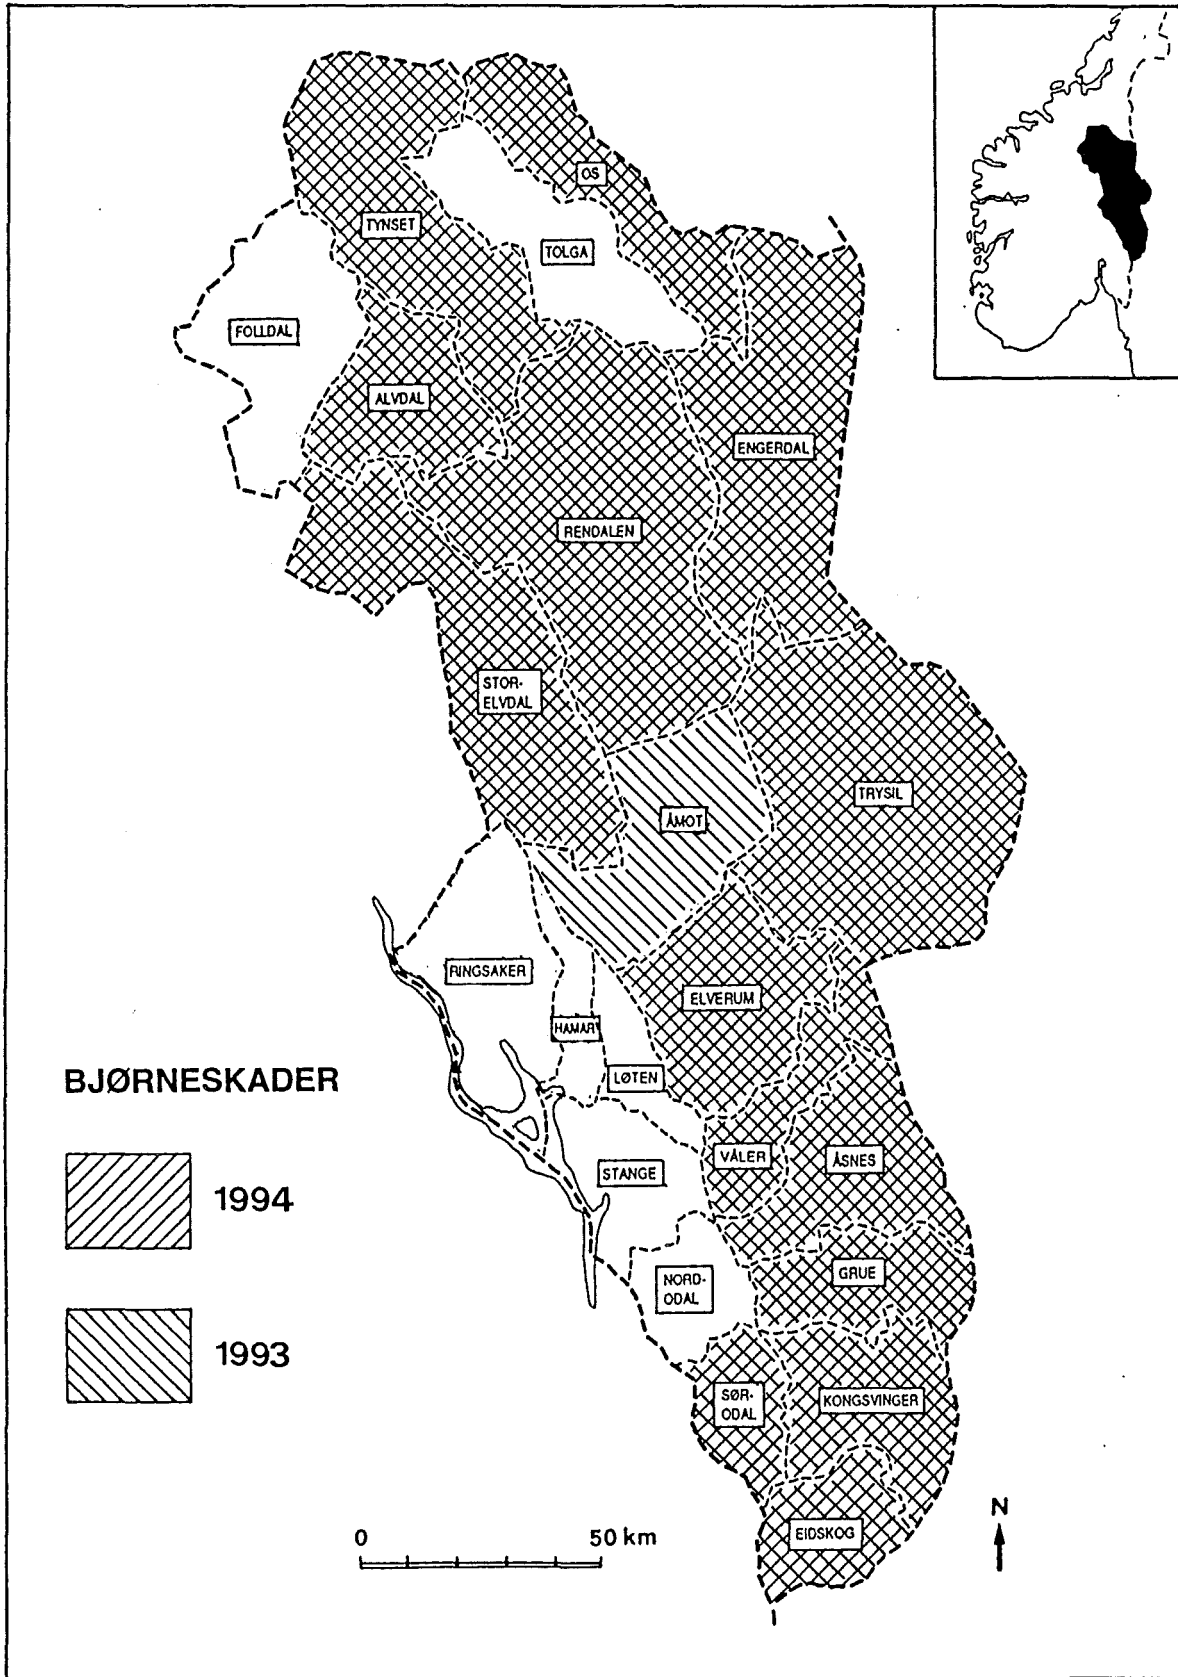 OS
TYNSET
TOLGA
FOLLDAL
ALVDAL
ENGERDAL
RENDALEN
STOR-
ELVDAL
TRYSIL
ÅMOT
RINGSAKER
ELVERUM
HAMAR
LØTEN
BJØRNESKADER
VÅLER
ÅSNES
STANGE
1994
GRUE
NORD-
ODAL
1993
SØR-
ODAL
KONGSVINGER
N
EIDSKOG
0 50 km